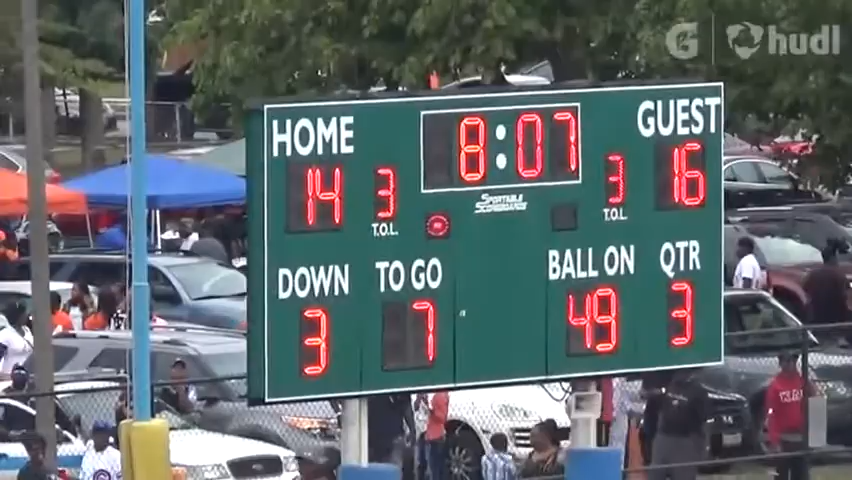 G | hudl
HOME 8:07 GUEST
14 3 3 16
T.O.L. SPORTABLE SCOREBOARDS T.O.L.
DOWN TO GO BALL ON QTR
3 7 49 3